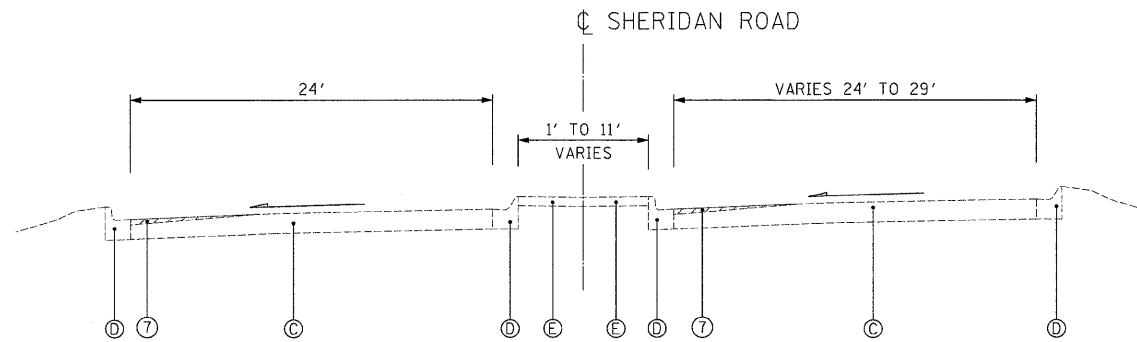 ℄ SHERIDAN ROAD
24'
VARIES 24' TO 29'
1' TO 11'
VARIES
D 7 C D E E D 7 C D